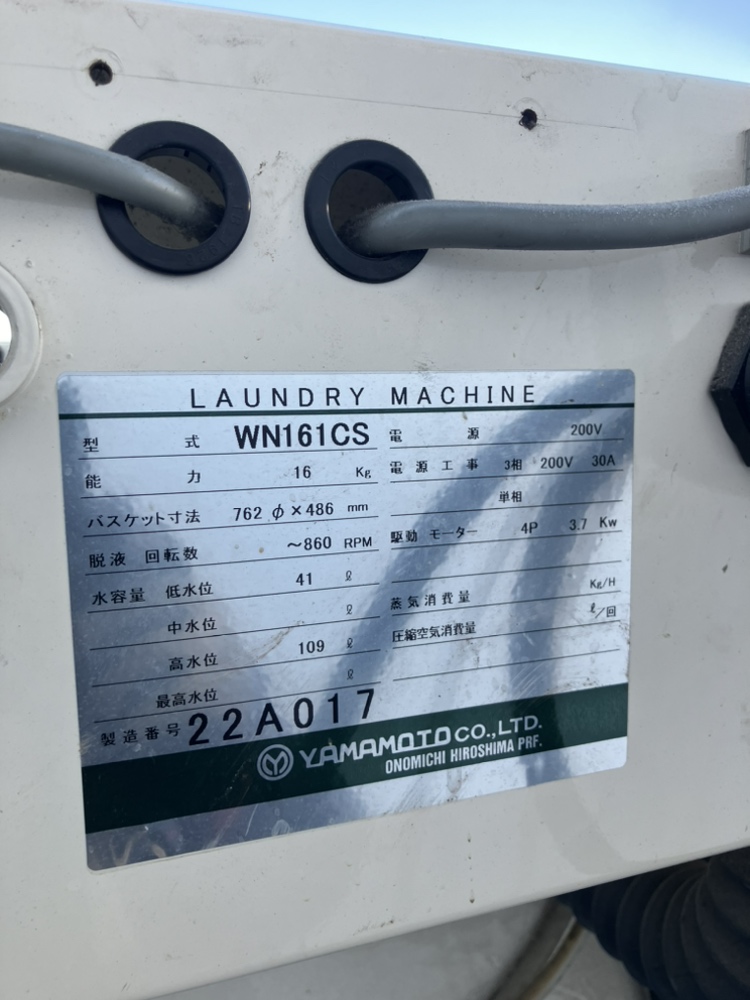 LAUNDRY MACHINE
型 式 WN161CS
能 力 16 Kg
バスケット寸法 762 φ×486 mm
脱液 回転数 ～860 RPM
水容量 低水位 41 ℓ
中水位 ℓ
高水位 109 ℓ
最高水位 ℓ
製造番号 22A017
電 源 200V
電源工事 3相 200V 30A
単相
駆動 モーター 4P 3.7 Kw
蒸気消費量 Kg/H
圧縮空気消費量 ℓ/回
YAMAMOTO CO.,LTD.
ONOMICHI HIROSHIMA PRF.